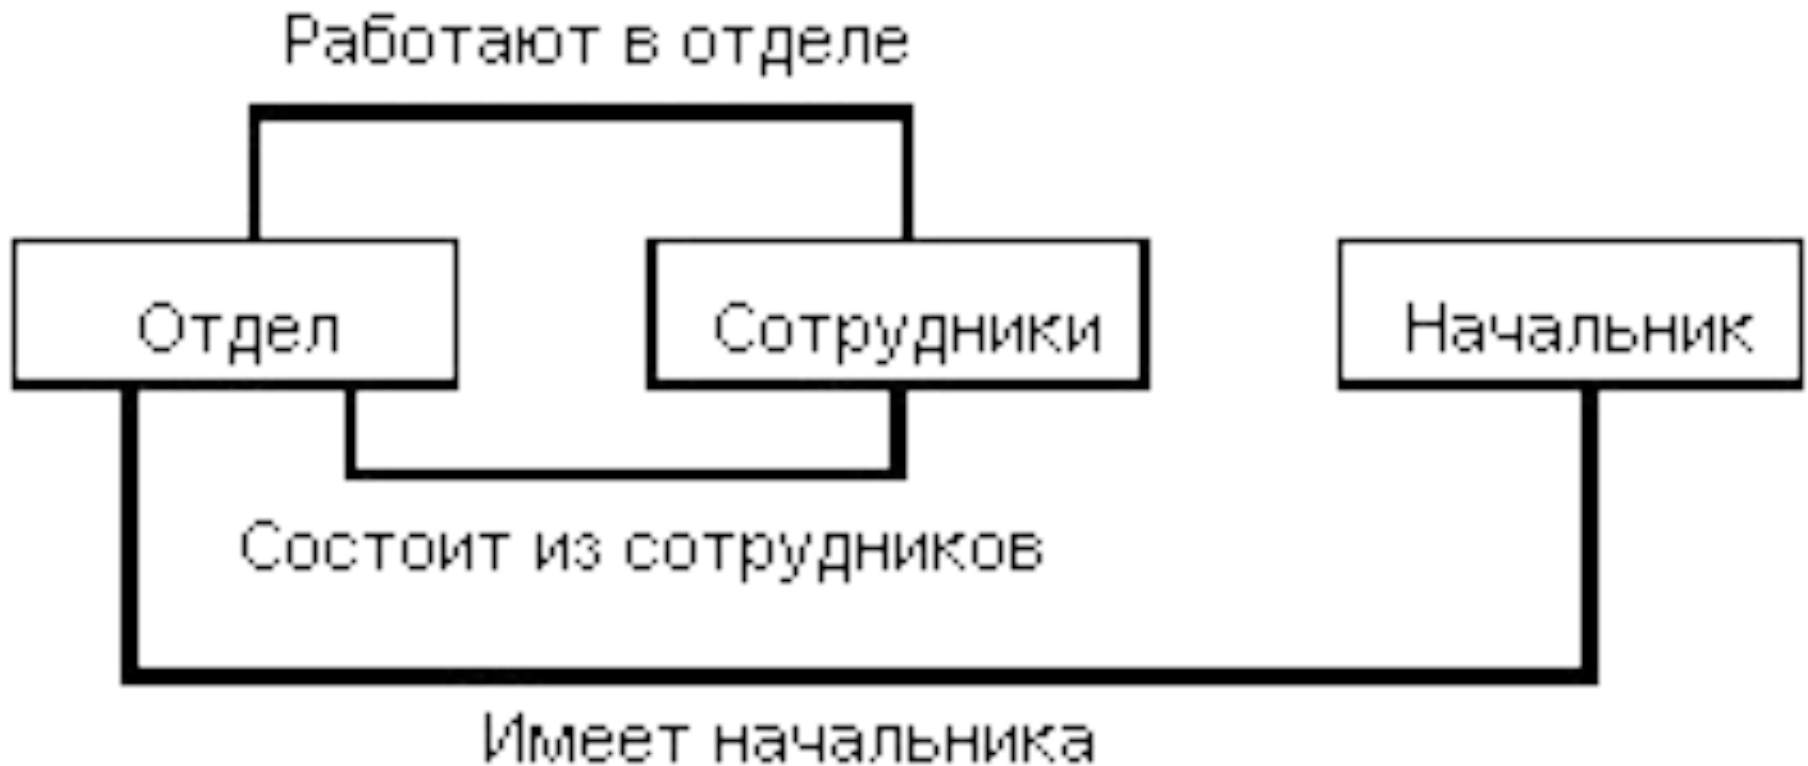 Работают в отделе
Отдел
Сотрудники
Начальник
Состоит из сотрудников
Имеет начальника